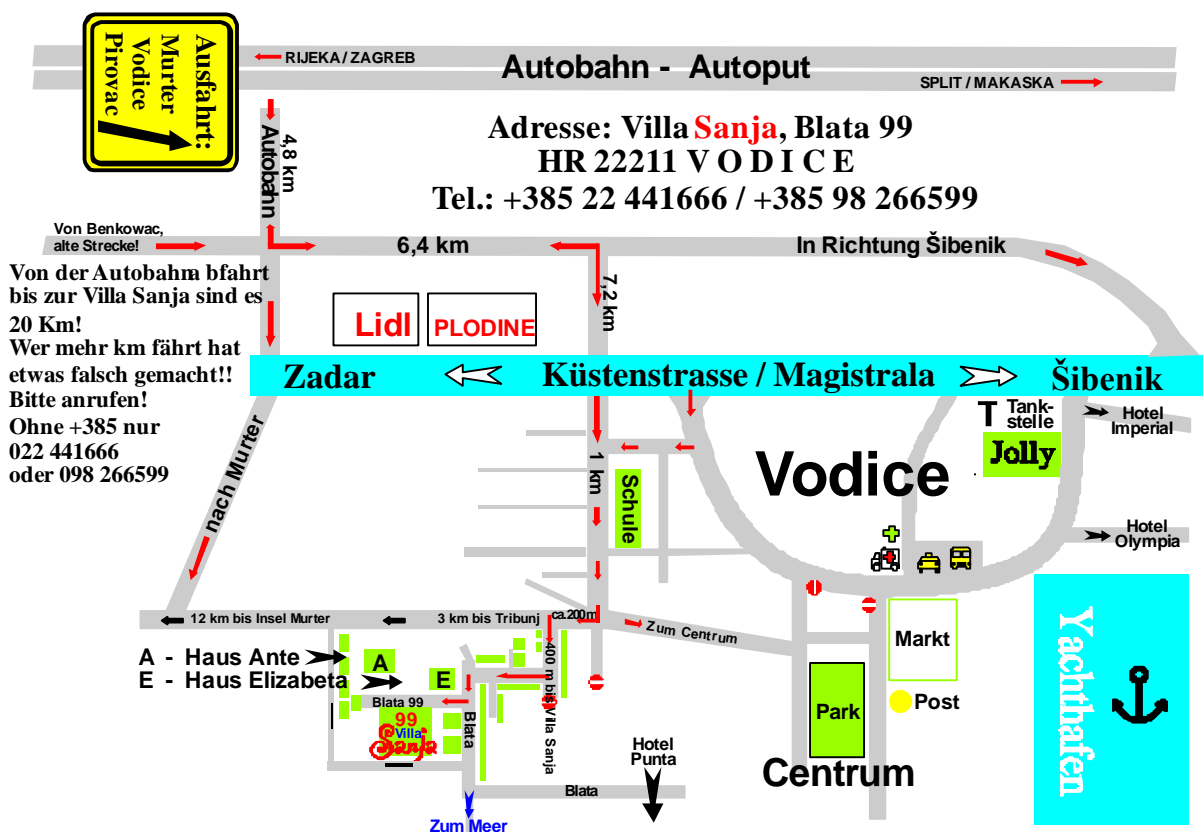 Ausfahrt:
Murter
Vodice
Pirovac
RIJEKA / ZAGREB
Autobahn - Autoput
SPLIT / MAKASKA
4,8 km
Autobahn
Adresse: Villa Sanja, Blata 99
HR 22211 V O D I C E
Tel.: +385 22 441666 / +385 98 266599
Von Benkowac,
alte Strecke!
6,4 km
In Richtung Šibenik
7,2 km
Von der Autobahna bfahrt
bis zur Villa Sanja sind es
20 Km!
Wer mehr km fährt hat
etwas falsch gemacht!!
Bitte anrufen!
Ohne +385 nur
022 441666
oder 098 266599
Lidl
PLODINE
Zadar
Küstenstrasse / Magistrala
Šibenik
nach Murter
1 km
Schule
Vodice
T Tank-
stelle
Jolly
Hotel
Imperial
Hotel
Olympia
12 km bis Insel Murter
3 km bis Tribunj
ca.200m
Zum Centrum
A - Haus Ante
E - Haus Elizabeta
A
E
Blata 99
99
Villa
Sanja
Blata
400 m bis Villa Sanja
Blata
Zum Meer
Hotel
Punta
Markt
Park
Post
Centrum
Yachthafen